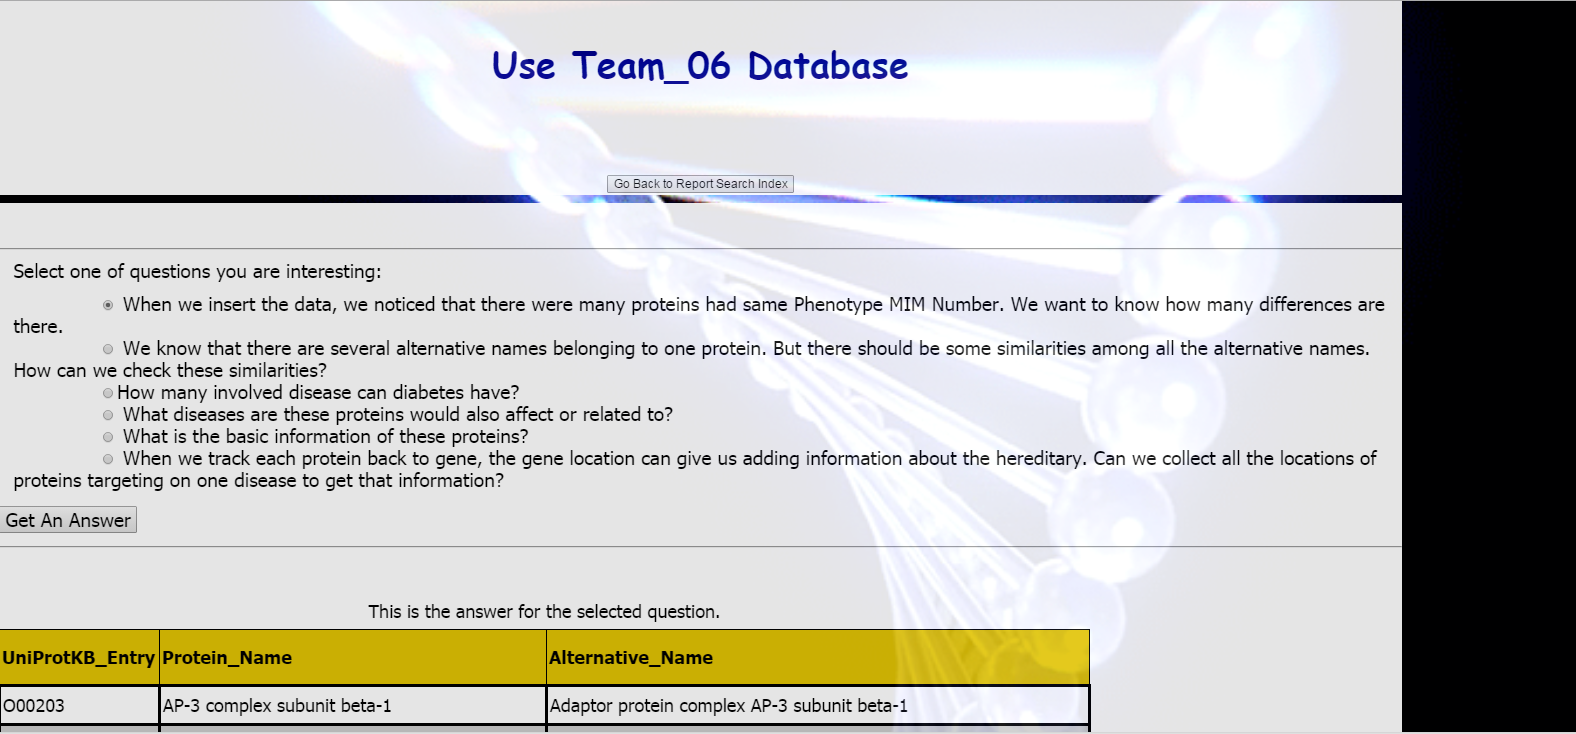 Use Team_06 Database
Go Back to Report Search Index
Select one of questions you are interesting:
When we insert the data, we noticed that there were many proteins had same Phenotype MIM Number. We want to know how many differences are
there.
We know that there are several alternative names belonging to one protein. But there should be some similarities among all the alternative names.
How can we check these similarities?
How many involved disease can diabetes have?
What diseases are these proteins would also affect or related to?
What is the basic information of these proteins?
When we track each protein back to gene, the gene location can give us adding information about the hereditary. Can we collect all the locations of
proteins targeting on one disease to get that information?
Get An Answer
This is the answer for the selected question.
UniProtKB_Entry Protein_Name Alternative_Name
O00203 AP-3 complex subunit beta-1 Adaptor protein complex AP-3 subunit beta-1